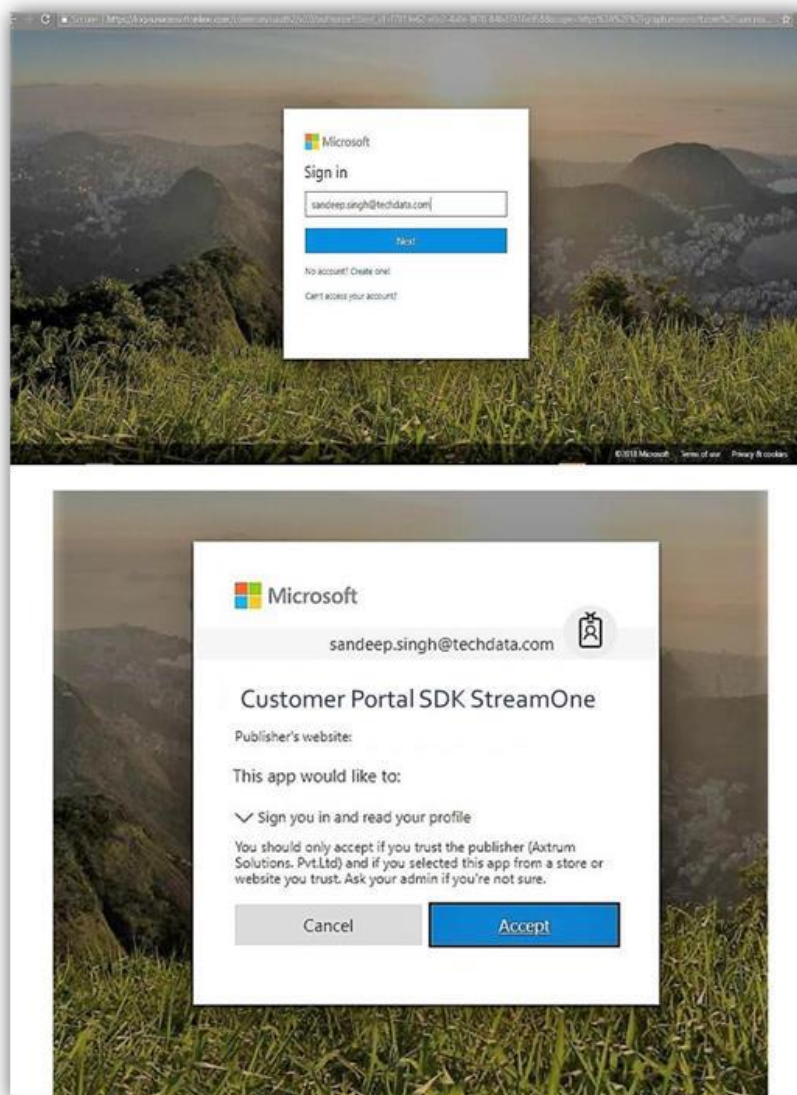 Microsoft
Sign in
sandeep.singh@techdata.com
Next
No account? Create one!
Can't access your account?
©2018 Microsoft Terms of use Privacy & cookies
Microsoft
sandeep.singh@techdata.com
Customer Portal SDK StreamOne
Publisher's website:
This app would like to:
Sign you in and read your profile
You should only accept if you trust the publisher (Axtrum
Solutions. Pvt.Ltd) and if you selected this app from a store or
website you trust. Ask your admin if you're not sure.
Cancel
Accept